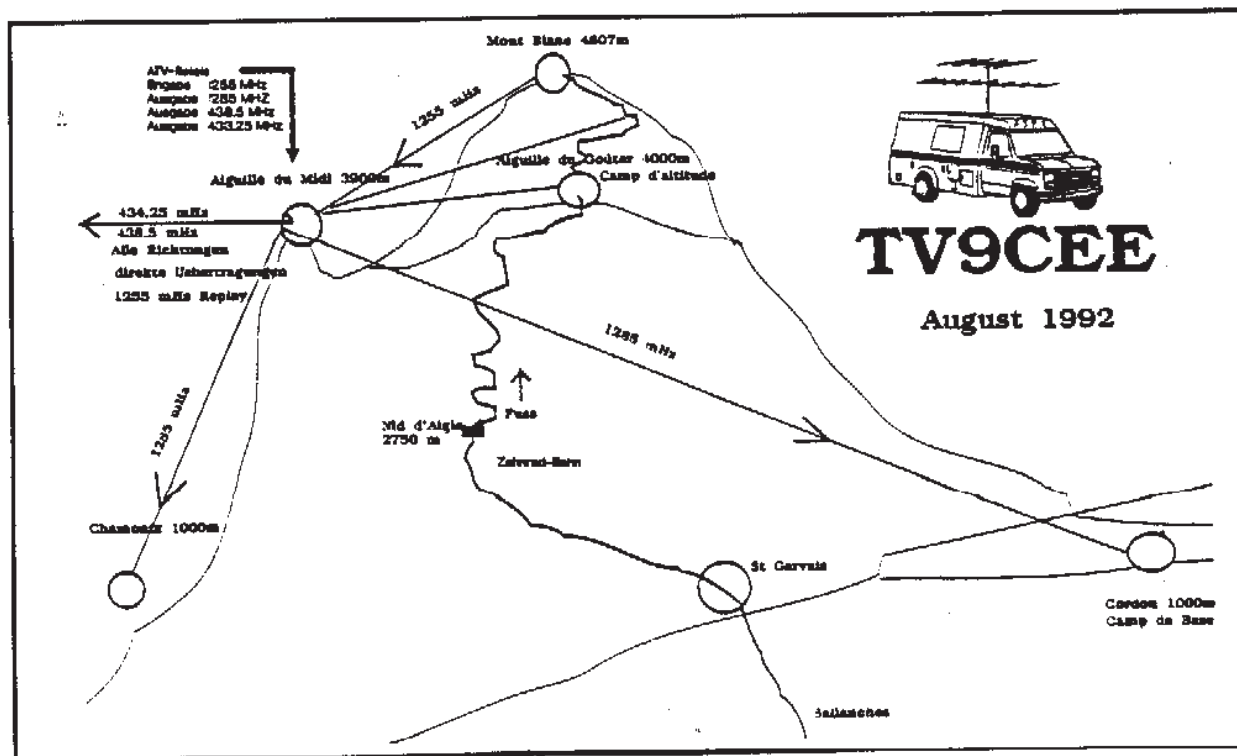 Mont Blanc 4807m
ATV-Relais
Eingabe 1255 MHz
Ausgabe 1285 MHZ
Ausgabe 438.5 MHz
Ausgabe 433.25 MHz
1255 mHz
Aiguille du Goûter 4000m
Camp d'altitude
Aiguille du Midi 3909m
434.25 mHz
438.5 mHz
Alle Richtungen
direkte Uebertragungen
1255 mHz Replay
TV9CEE
August 1992
1285 mHz
1255 mHz
Fuss
Nid d'Aigle
2750 m
Zahnrad-Bahn
Chamonix 1000m
St Gervais
Cordon 1000m
Camp de Base
Sallanches